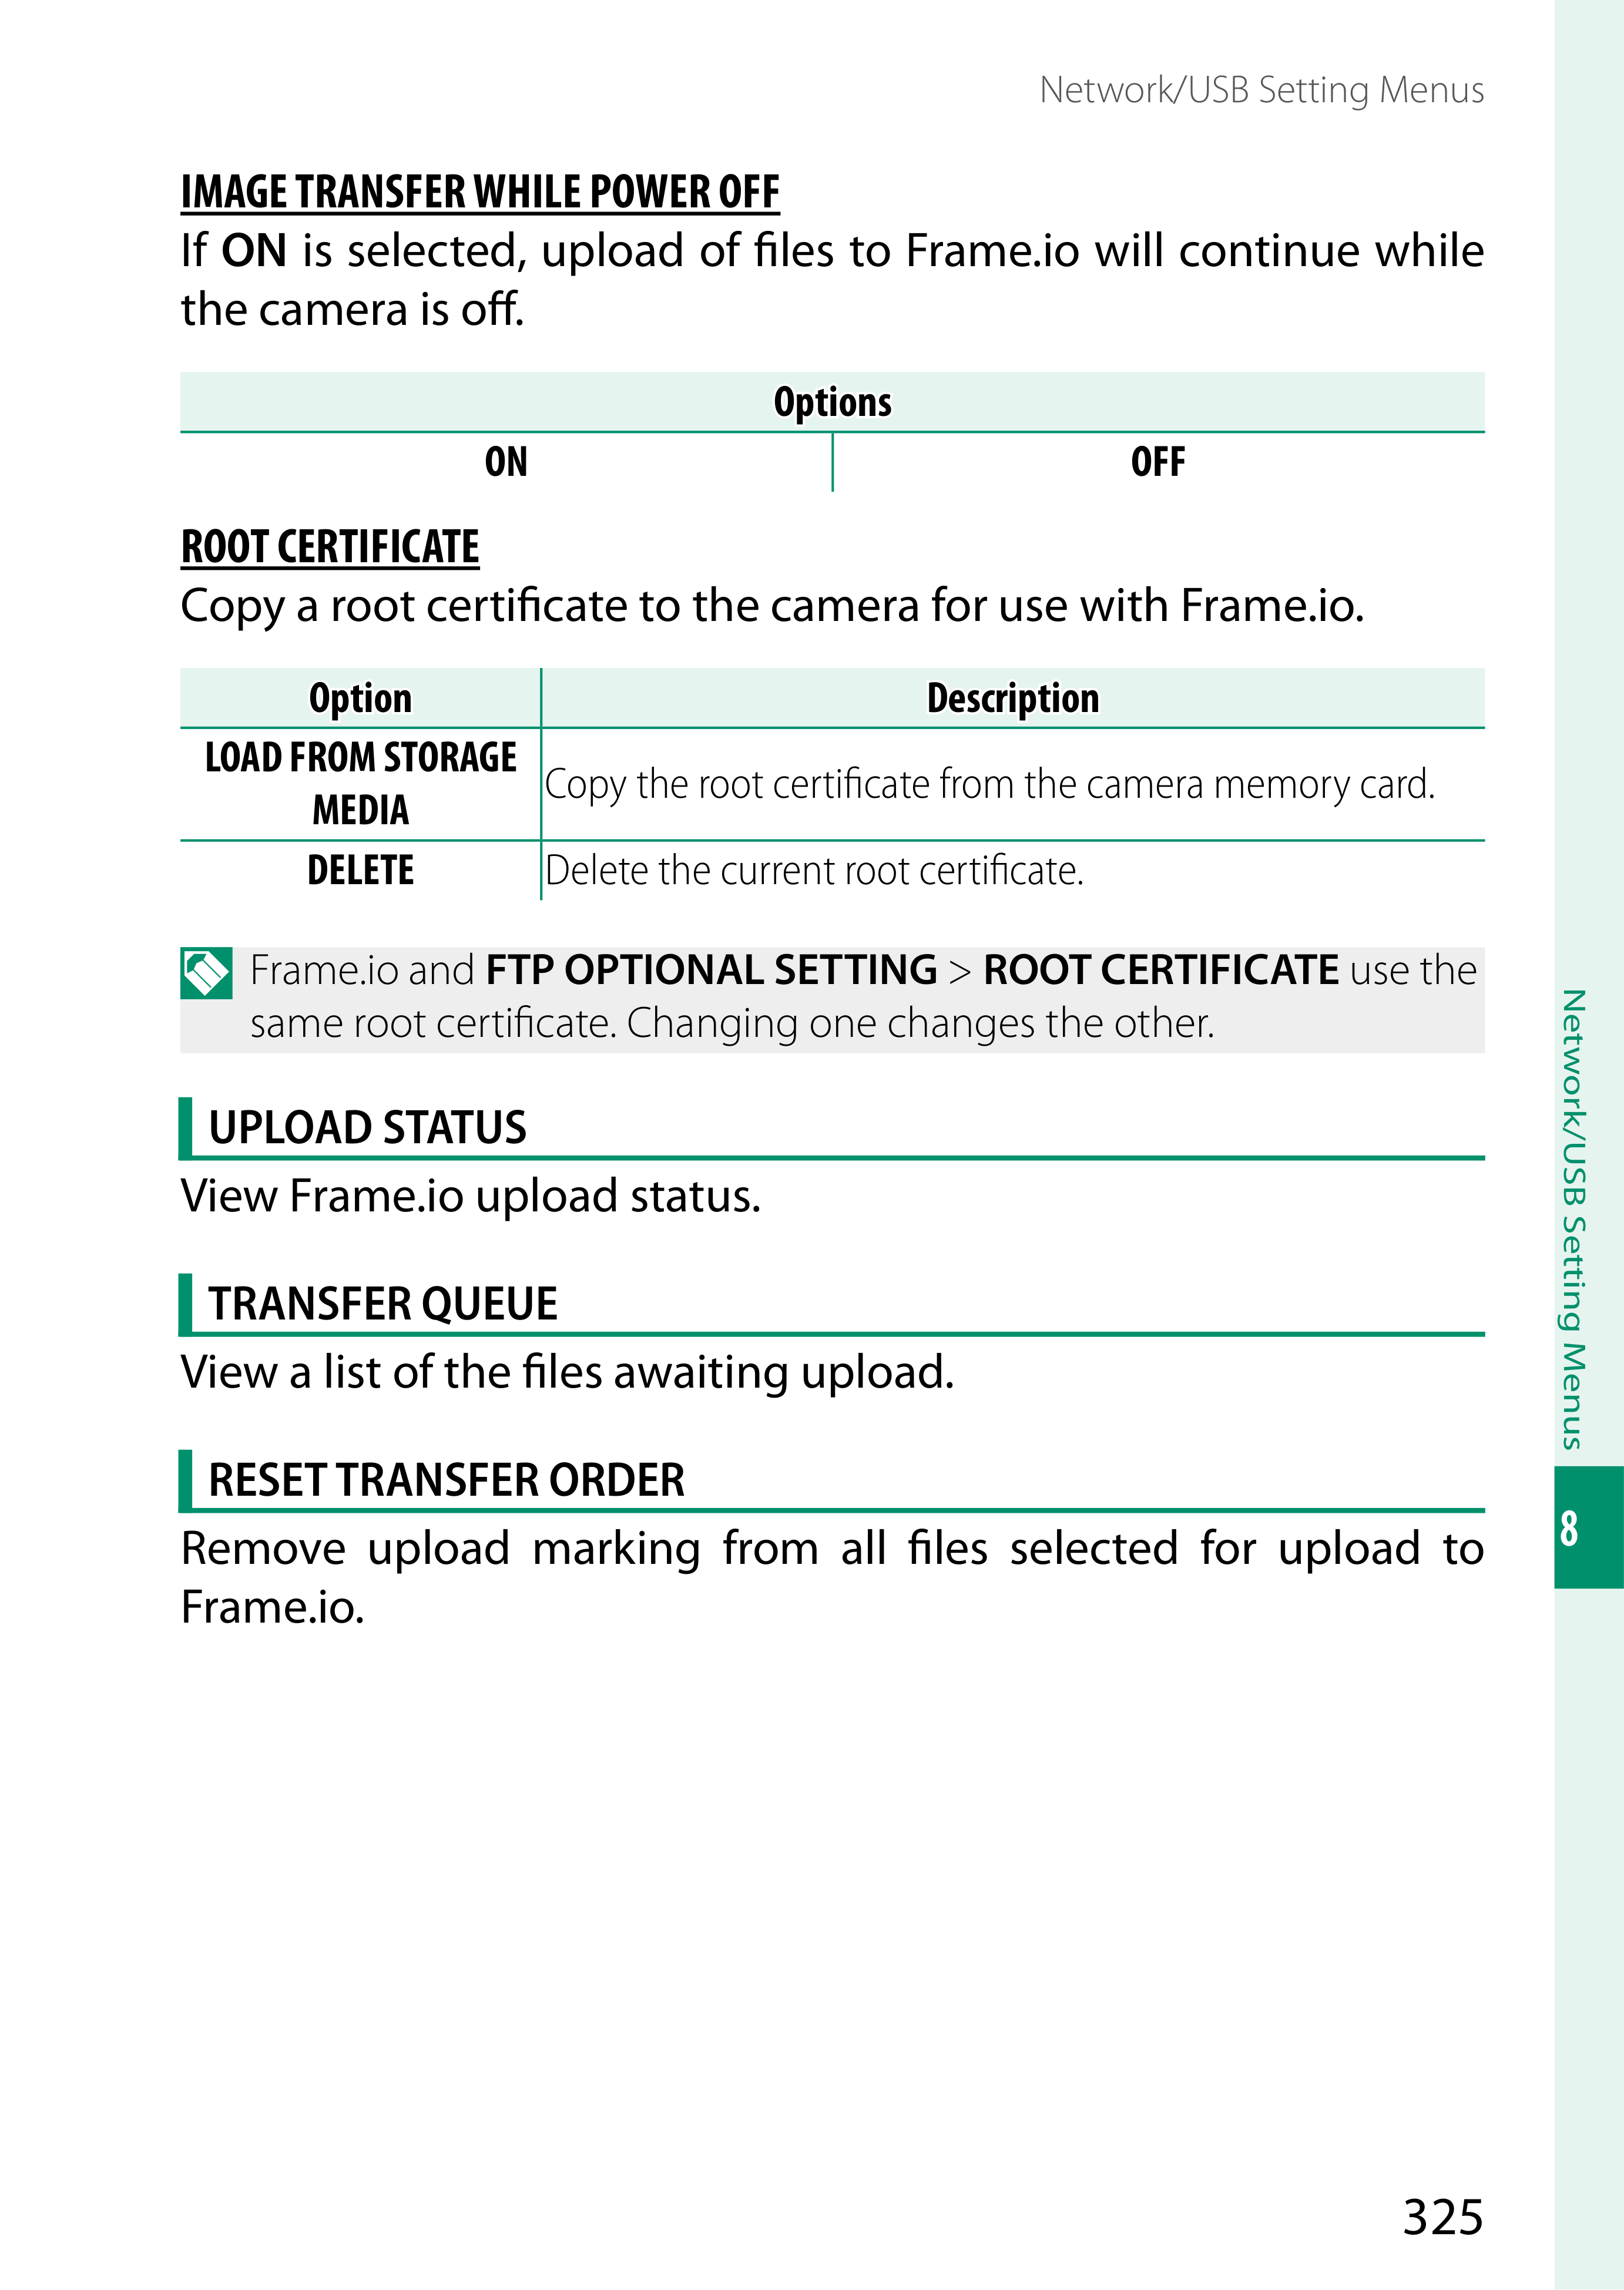 Network/USB Setting Menus
IMAGE TRANSFER WHILE POWER OFF
If ON is selected, upload of files to Frame.io will continue while
the camera is off.
Options
ON OFF
ROOT CERTIFICATE
Copy a root certificate to the camera for use with Frame.io.
Option Description
LOAD FROM STORAGE
MEDIA
Copy the root certificate from the camera memory card.
DELETE Delete the current root certificate.
Frame.io and FTP OPTIONAL SETTING > ROOT CERTIFICATE use the
same root certificate. Changing one changes the other.
UPLOAD STATUS
View Frame.io upload status.
TRANSFER QUEUE
View a list of the files awaiting upload.
RESET TRANSFER ORDER
Remove upload marking from all files selected for upload to
Frame.io.
Network/USB Setting Menus
8
325